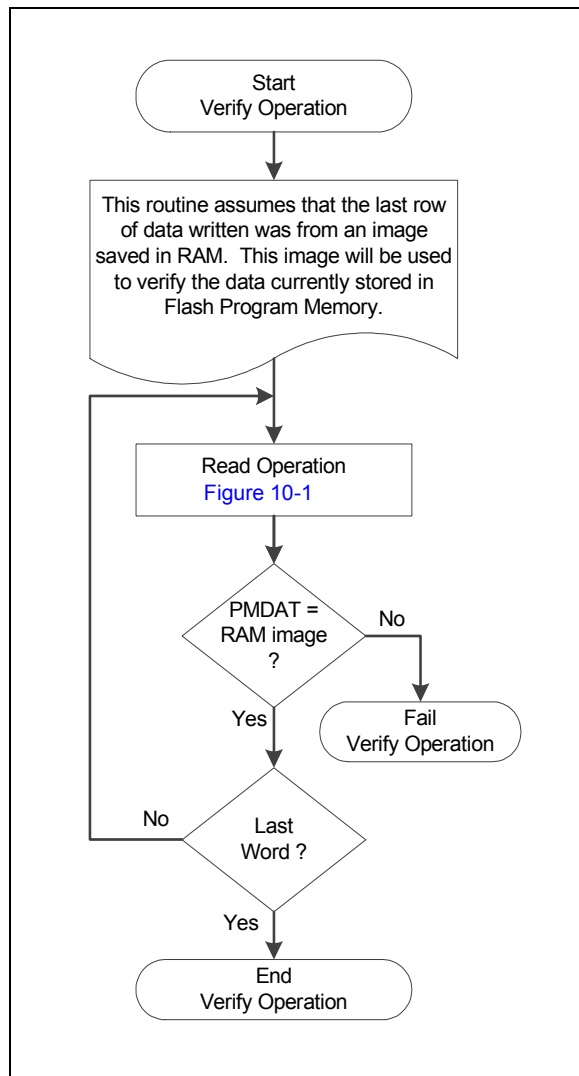 Start
Verify Operation
This routine assumes that the last row
of data written was from an image
saved in RAM.  This image will be used
to verify the data currently stored in
Flash Program Memory.
Read Operation
Figure 10-1
PMDAT =
RAM image
?
No
Yes
Fail
Verify Operation
No
Last
Word ?
Yes
End
Verify Operation